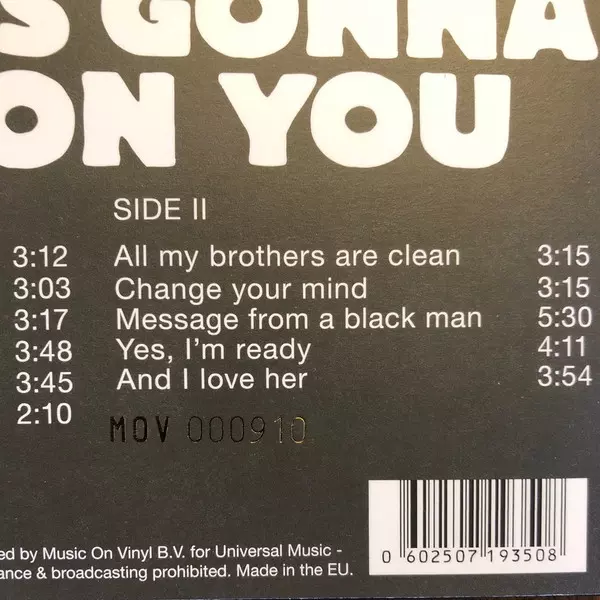 S GONNA
ON YOU
SIDE II
3:12 All my brothers are clean 3:15
3:03 Change your mind 3:15
3:17 Message from a black man 5:30
3:48 Yes, I'm ready 4:11
3:45 And I love her 3:54
2:10
MOV 000910
ed by Music On Vinyl B.V. for Universal Music -
ance & broadcasting prohibited. Made in the EU.
0 602507 193508